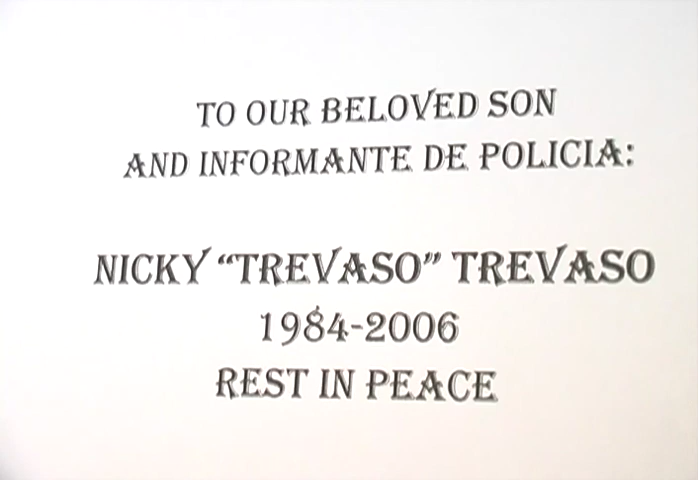 TO OUR BELOVED SON
AND INFORMANTE DE POLICIA:
NICKY “TREVASO” TREVASO
1984-2006
REST IN PEACE